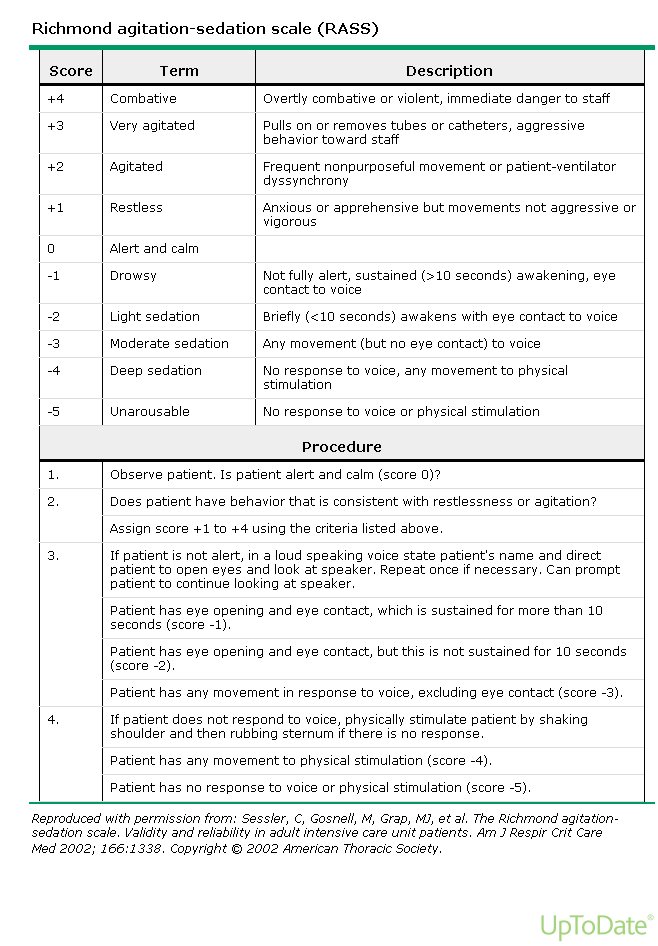 Richmond agitation-sedation scale (RASS)
Score Term Description
+4 Combative Overtly combative or violent, immediate danger to staff
+3 Very agitated Pulls on or removes tubes or catheters, aggressive
behavior toward staff
+2 Agitated Frequent nonpurposeful movement or patient-ventilator
dyssynchrony
+1 Restless Anxious or apprehensive but movements not aggressive or
vigorous
0 Alert and calm
-1 Drowsy Not fully alert, sustained (>10 seconds) awakening, eye
contact to voice
-2 Light sedation Briefly (<10 seconds) awakens with eye contact to voice
-3 Moderate sedation Any movement (but no eye contact) to voice
-4 Deep sedation No response to voice, any movement to physical
stimulation
-5 Unarousable No response to voice or physical stimulation
Procedure
1. Observe patient. Is patient alert and calm (score 0)?
2. Does patient have behavior that is consistent with restlessness or agitation?
Assign score +1 to +4 using the criteria listed above.
3. If patient is not alert, in a loud speaking voice state patient's name and direct
patient to open eyes and look at speaker. Repeat once if necessary. Can prompt
patient to continue looking at speaker.
Patient has eye opening and eye contact, which is sustained for more than 10
seconds (score -1).
Patient has eye opening and eye contact, but this is not sustained for 10 seconds
(score -2).
Patient has any movement in response to voice, excluding eye contact (score -3).
4. If patient does not respond to voice, physically stimulate patient by shaking
shoulder and then rubbing sternum if there is no response.
Patient has any movement to physical stimulation (score -4).
Patient has no response to voice or physical stimulation (score -5).
Reproduced with permission from: Sessler, C, Gosnell, M, Grap, MJ, et al. The Richmond agitation-
sedation scale. Validity and reliability in adult intensive care unit patients. Am J Respir Crit Care
Med 2002; 166:1338. Copyright © 2002 American Thoracic Society.
UpToDate®